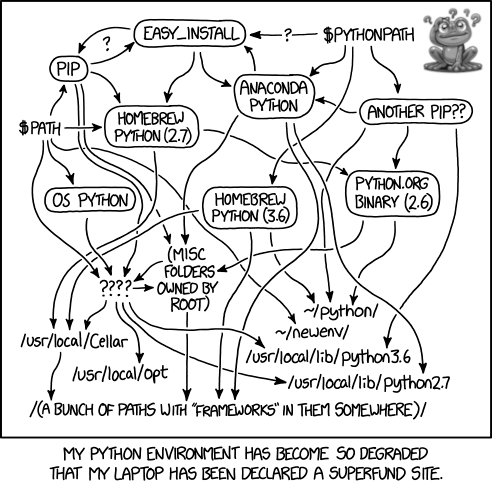 EASY_INSTALL
$PYTHONPATH
?
?
PIP
ANACONDA
PYTHON
ANOTHER PIP??
HOMEBREW
PYTHON (2.7)
$PATH
OS PYTHON
HOMEBREW
PYTHON (3.6)
PYTHON.ORG
BINARY (2.6)
(MISC
FOLDERS
OWNED BY
ROOT)
????
~/python/
~/newenv/
/usr/local/Cellar
/usr/local/lib/python3.6
/usr/local/opt
/usr/local/lib/python2.7
/(A BUNCH OF PATHS WITH "FRAMEWORKS" IN THEM SOMEWHERE)/
MY PYTHON ENVIRONMENT HAS BECOME SO DEGRADED
THAT MY LAPTOP HAS BEEN DECLARED A SUPERFUND SITE.